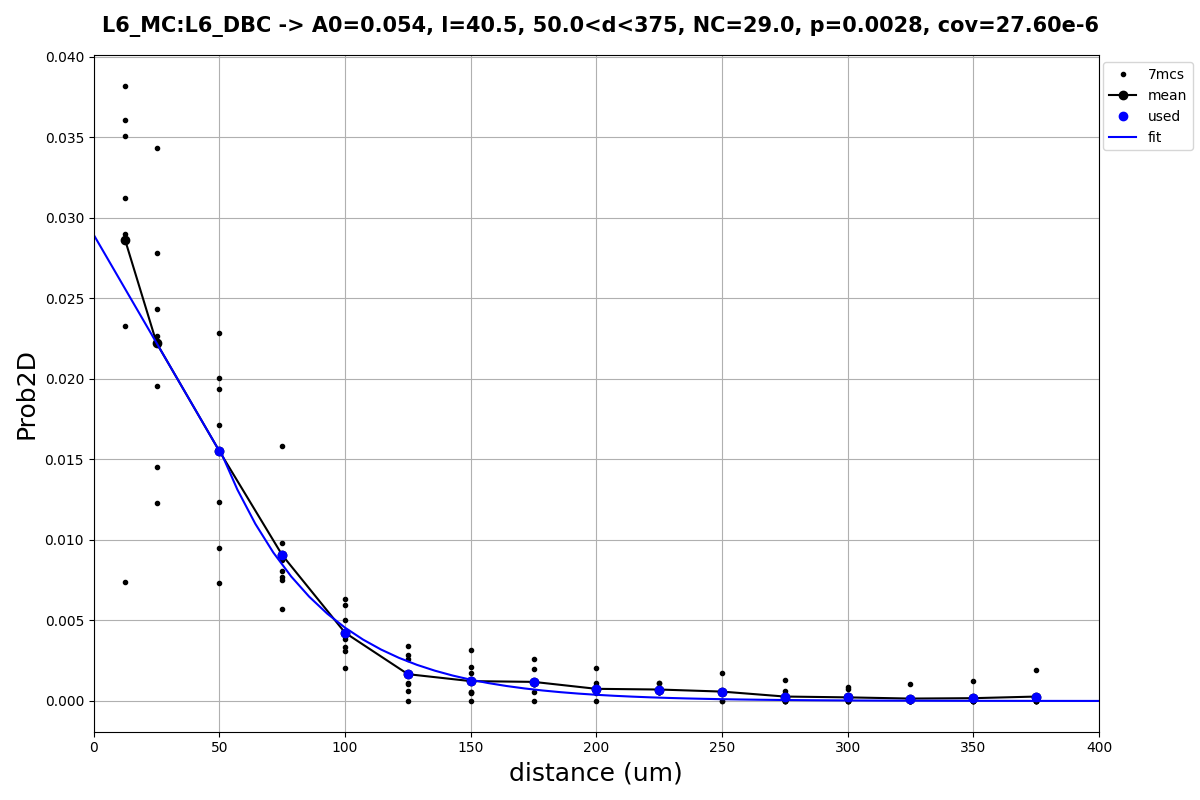 L6_MC:L6_DBC -> A0=0.054, l=40.5, 50.0<d<375, NC=29.0, p=0.0028, cov=27.60e-6
0.040
0.035
0.030
0.025
0.020
0.015
0.010
0.005
0.000
Prob2D
0 50 100 150 200 250 300 350 400
distance (um)
7mcs
mean
used
fit